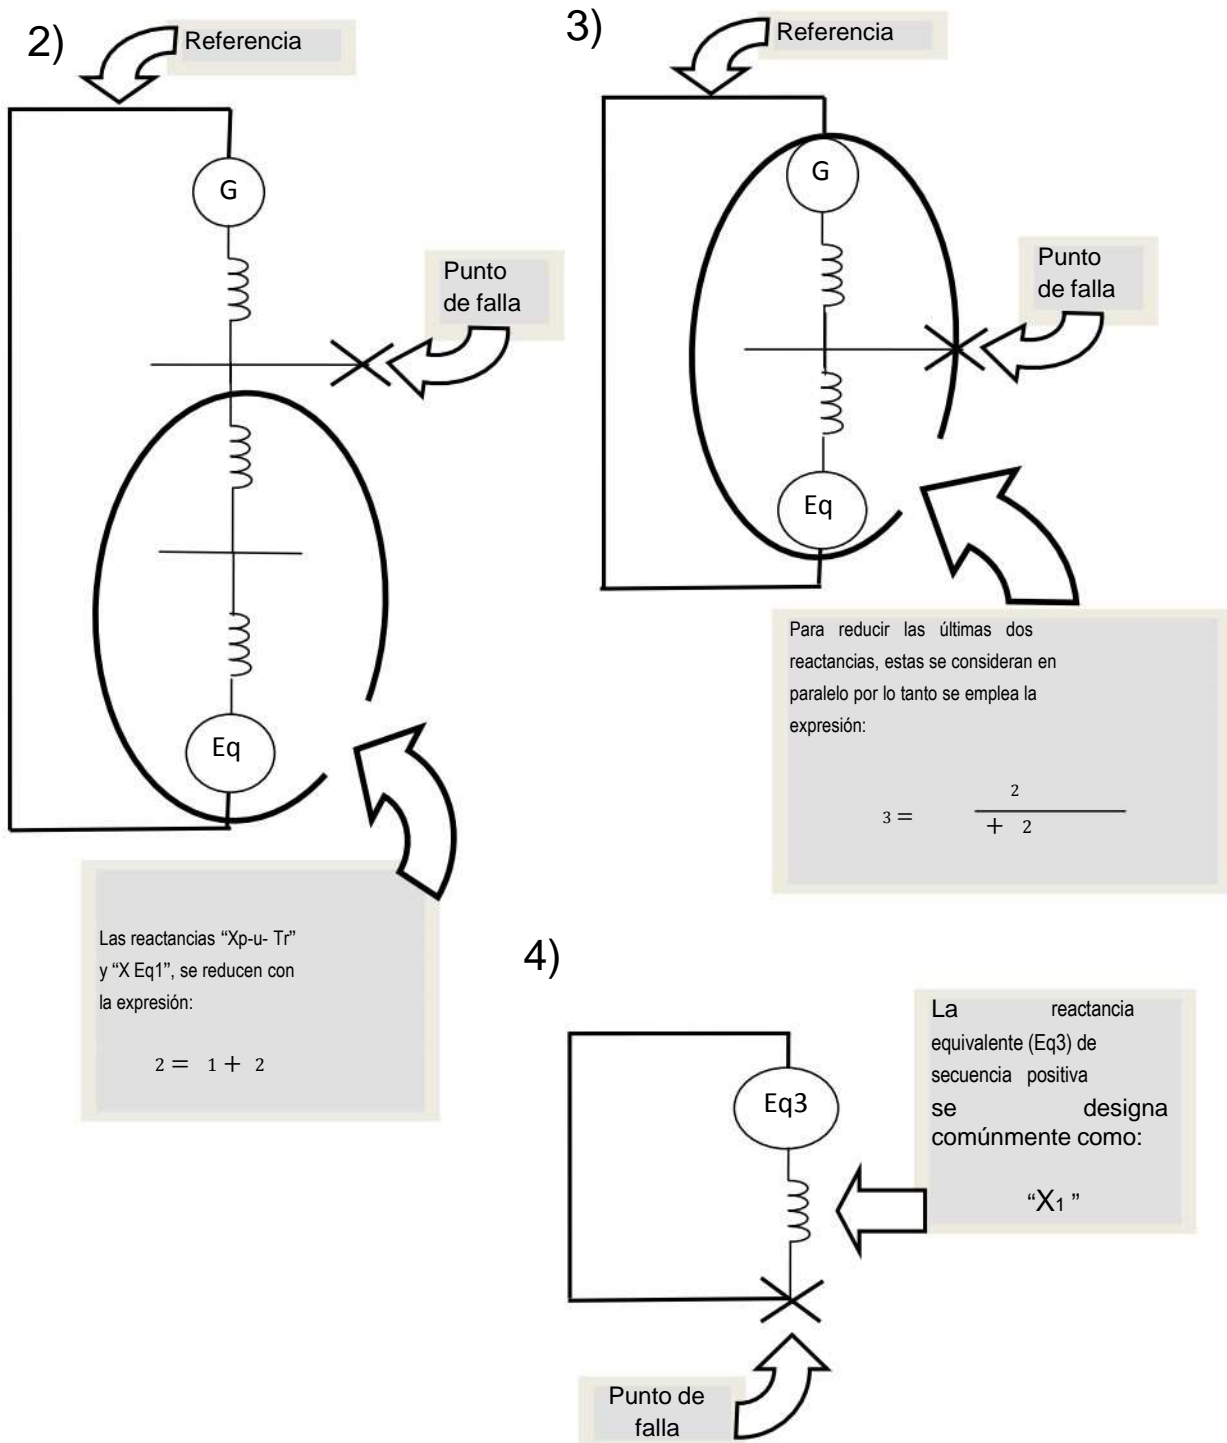 2)
Referencia
G
Punto
de falla
Eq
Las reactancias “Xp-u- Tr”
y “X Eq1”, se reducen con
la expresión:
2 = 1 + 2
3)
Referencia
G
Punto
de falla
Eq
Para reducir las últimas dos
reactancias, estas se consideran en
paralelo por lo tanto se emplea la
expresión:
2
3 =
+ 2
4)
Eq3
La reactancia
equivalente (Eq3) de
secuencia positiva
se designa
comúnmente como:
“X1 ”
Punto de
falla